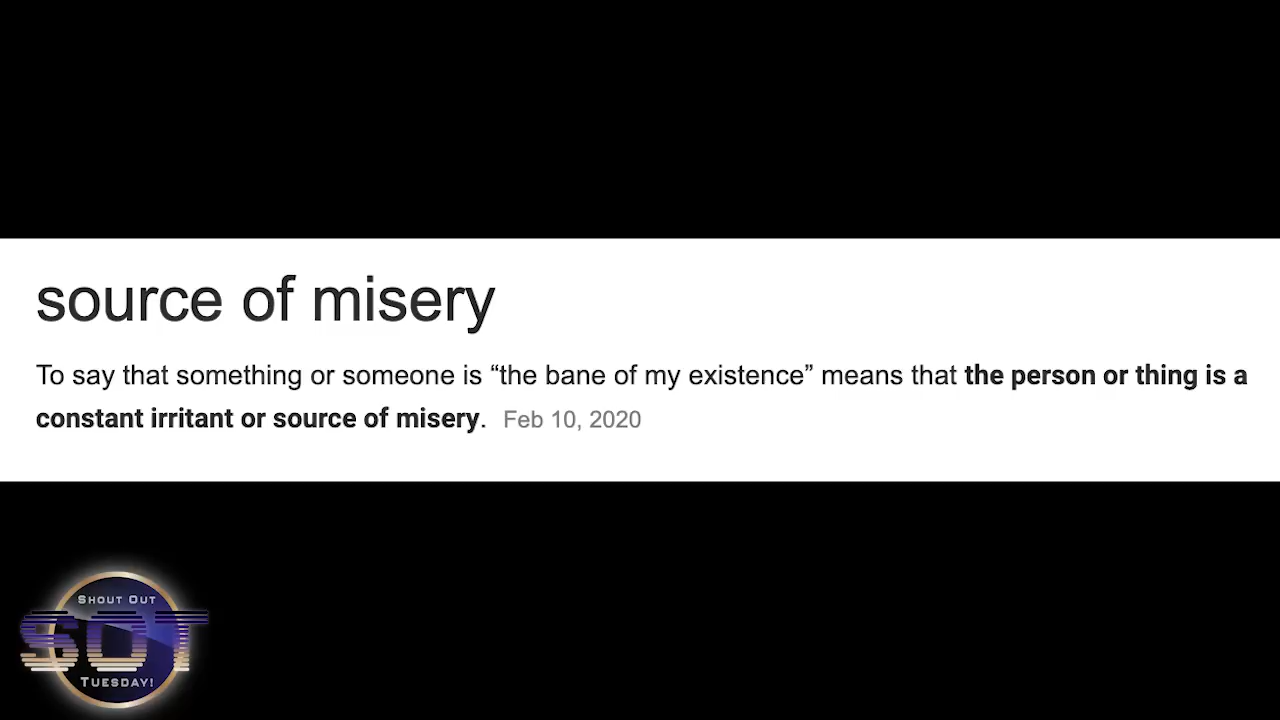 source of misery
To say that something or someone is “the bane of my existence” means that the person or thing is a
constant irritant or source of misery. Feb 10, 2020
SHOUT OUT
SOT
TUESDAY!